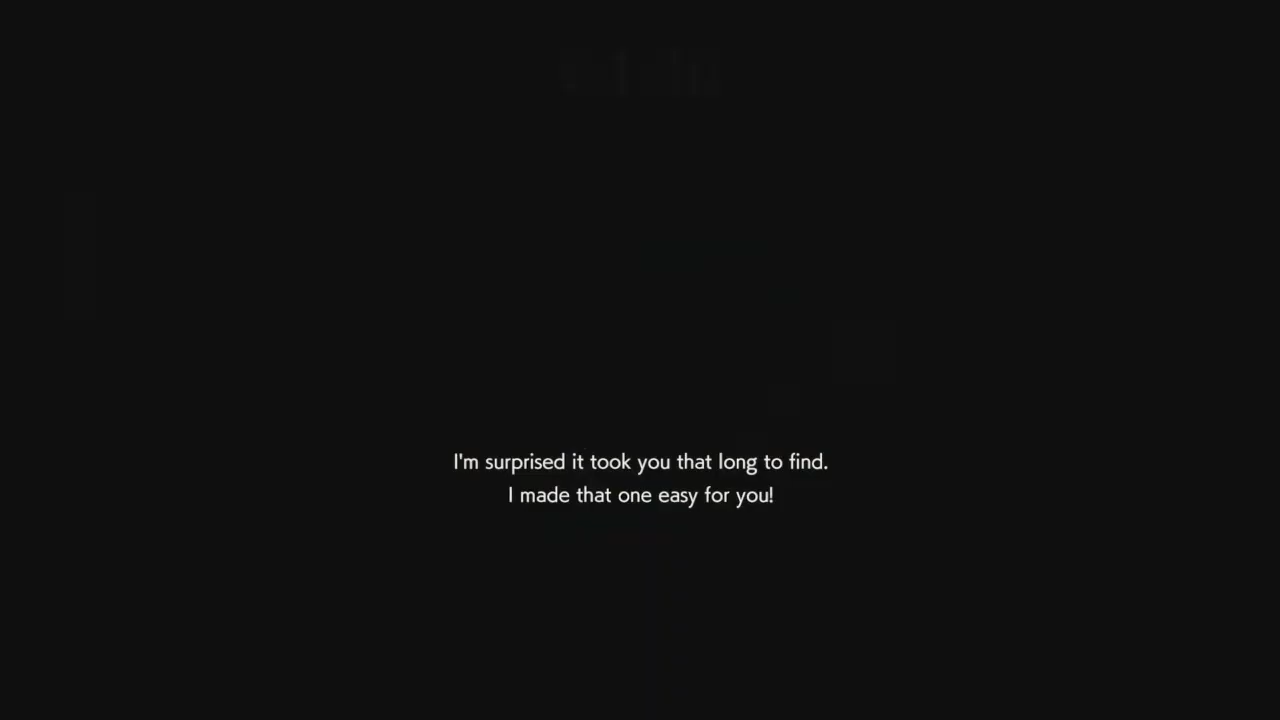 I'm surprised it took you that long to find.
I made that one easy for you!